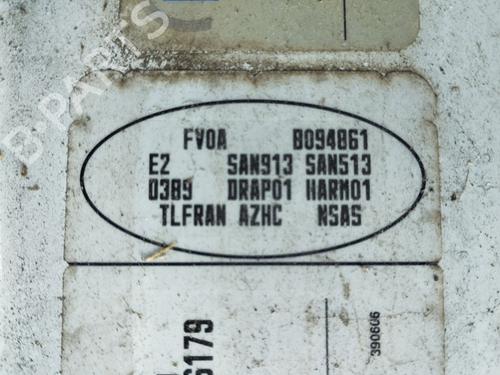 FV0A B094861
E2 SAN913 SAN513
0389 DRAP01 HARM01
TLFRAN AZHC NSAS
6179
390606
B-PARTS